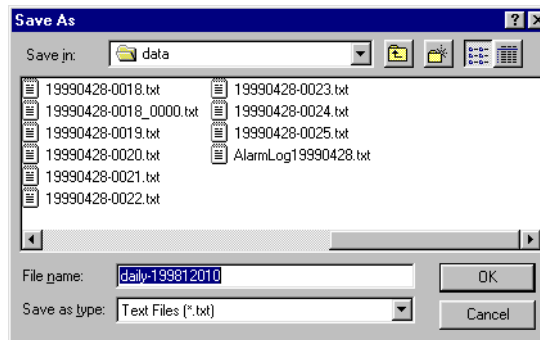 Save As
Save in: data
19990428-0018.txt
19990428-0018_0000.txt
19990428-0019.txt
19990428-0020.txt
19990428-0021.txt
19990428-0022.txt
19990428-0023.txt
19990428-0024.txt
19990428-0025.txt
AlarmLog19990428.txt
File name: daily-199812010
OK
Save as type: Text Files (*.txt)
Cancel